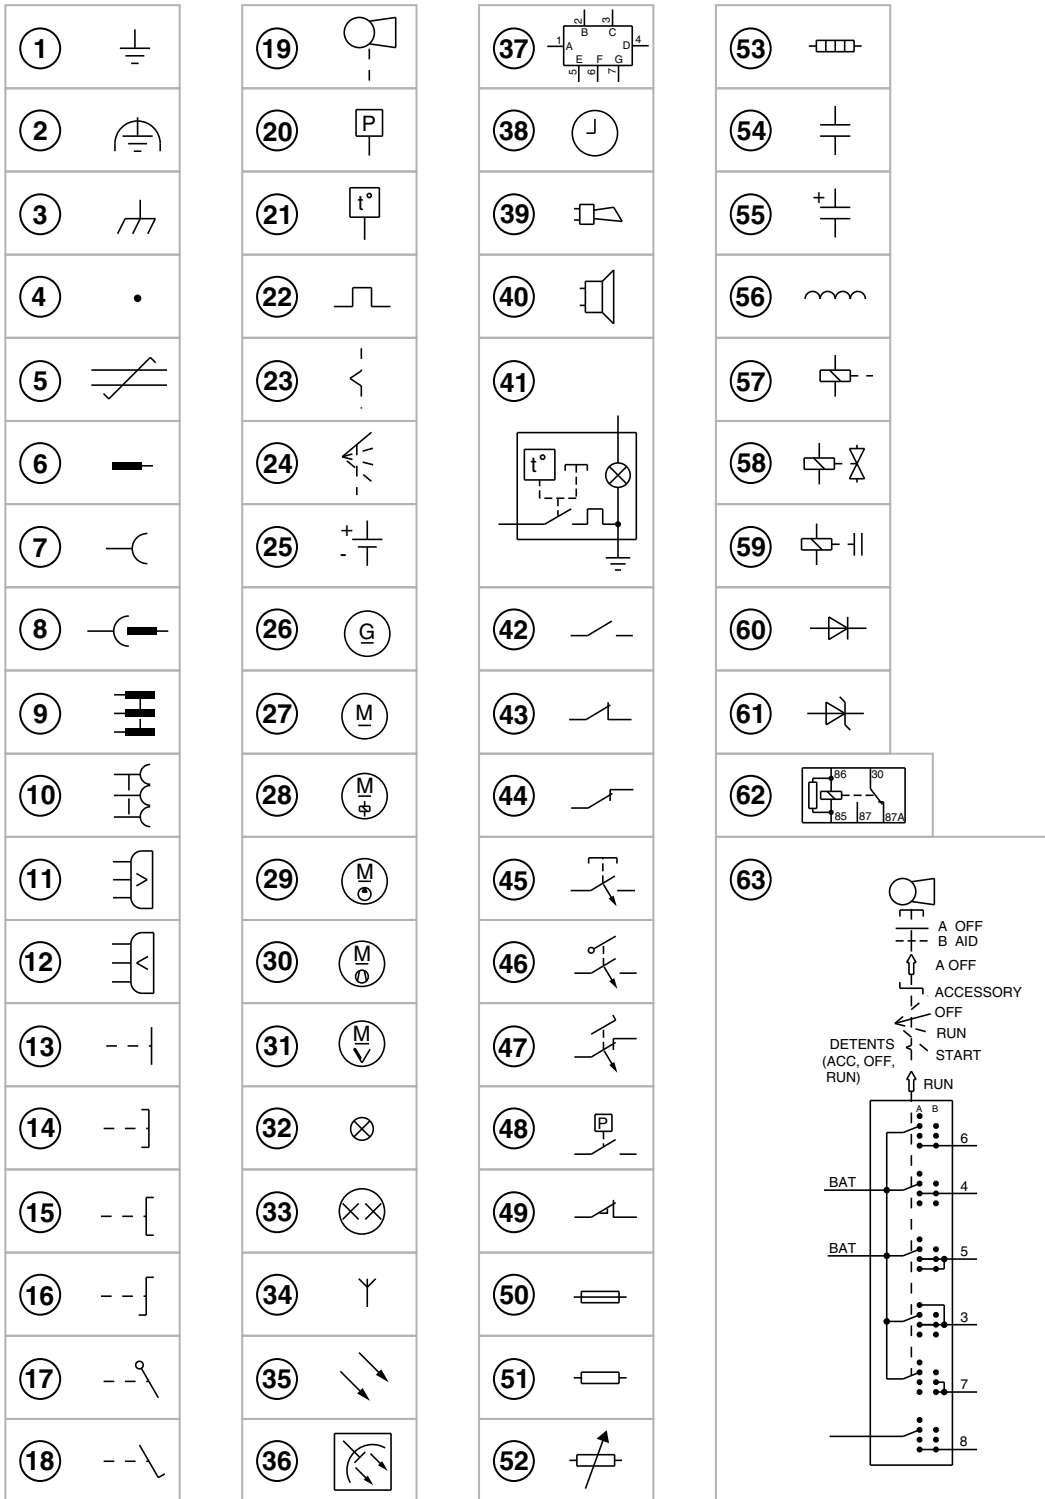 1
2
3
4
5
6
7
8
9
10
11
12
13
14
15
16
17
18
19
20 P
21 t°
22
23
24
25 + -
26 G
27 M
28 M
29 M
30 M
31 M
32
33
34
35
36
37 1 A 2 B 3 C D 4 E F G 5 6 7
38
39
40
41
t°
42
43
44
45
46
47
48 P
49
50
51
52
53
54
55 +
56
57
58
59
60
61
62 86 30 85 87 87A
63
A OFF
B AID
A OFF
ACCESSORY
OFF
RUN
START
DETENTS
(ACC, OFF,
RUN)
RUN
A B
6
BAT 4
BAT 5
3
7
8